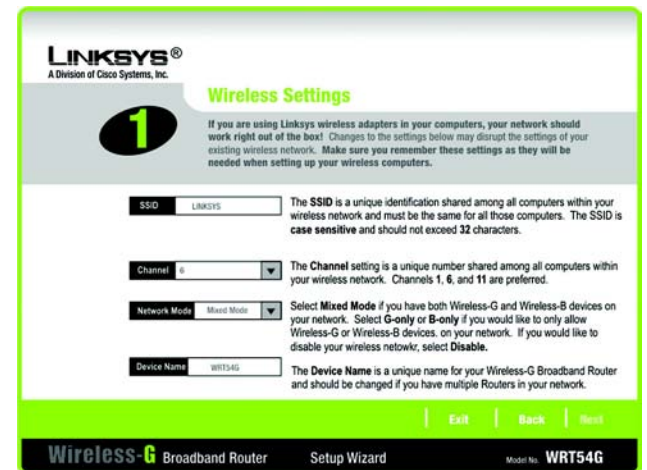 LINKSYS®
A Division of Cisco Systems, Inc.
Wireless Settings
1
If you are using Linksys wireless adapters in your computers, your network should
work right out of the box! Changes to the settings below may disrupt the settings of your
existing wireless network. Make sure you remember these settings as they will be
needed when setting up your wireless computers.
SSID LINKSYS
The SSID is a unique identification shared among all computers within your
wireless network and must be the same for all those computers. The SSID is
case sensitive and should not exceed 32 characters.
Channel 6
The Channel setting is a unique number shared among all computers within
your wireless network. Channels 1, 6, and 11 are preferred.
Network Mode Mixed Mode
Select Mixed Mode if you have both Wireless-G and Wireless-B devices on
your network. Select G-only or B-only if you would like to only allow
Wireless-G or Wireless-B devices. on your network. If you would like to
disable your wireless netowkr, select Disable.
Device Name WRT54G
The Device Name is a unique name for your Wireless-G Broadband Router
and should be changed if you have multiple Routers in your network.
Exit Back Next
Wireless-G Broadband Router Setup Wizard Model No. WRT54G